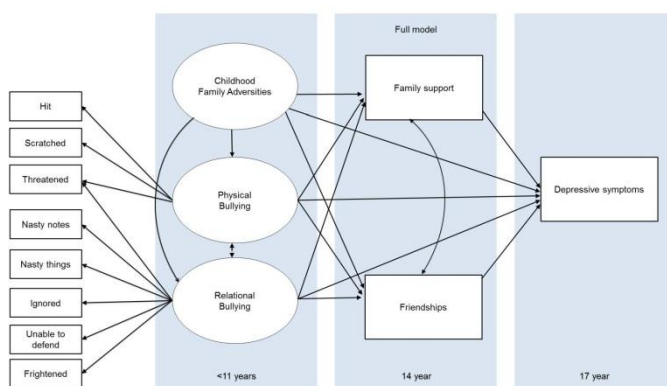 Full model
Childhood
Family Adversities
Family support
Hit
Scratched
Threatened
Physical
Bullying
Depressive symptoms
Nasty notes
Nasty things
Ignored
Relational
Bullying
Friendships
Unable to
defend
Frightened
<11 years
14 year
17 year